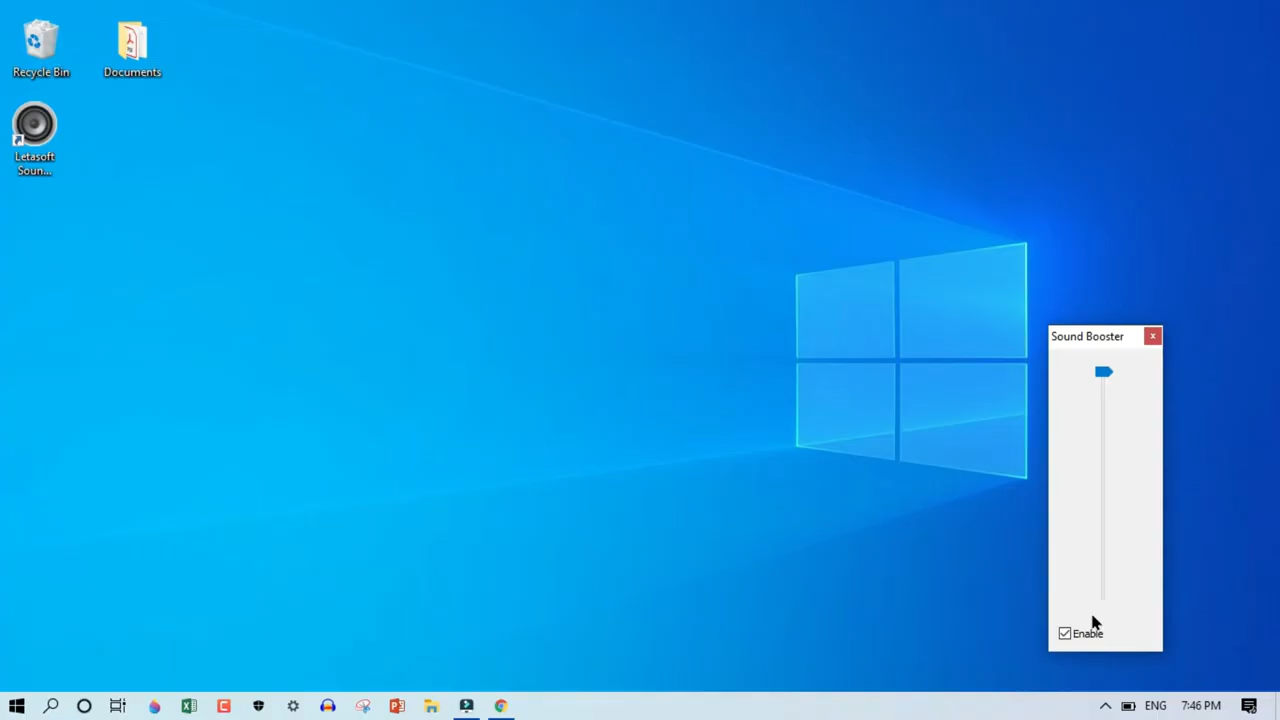 Recycle Bin
Documents
Letasoft
Soun...
Sound Booster
Enable
ENG
7:46 PM